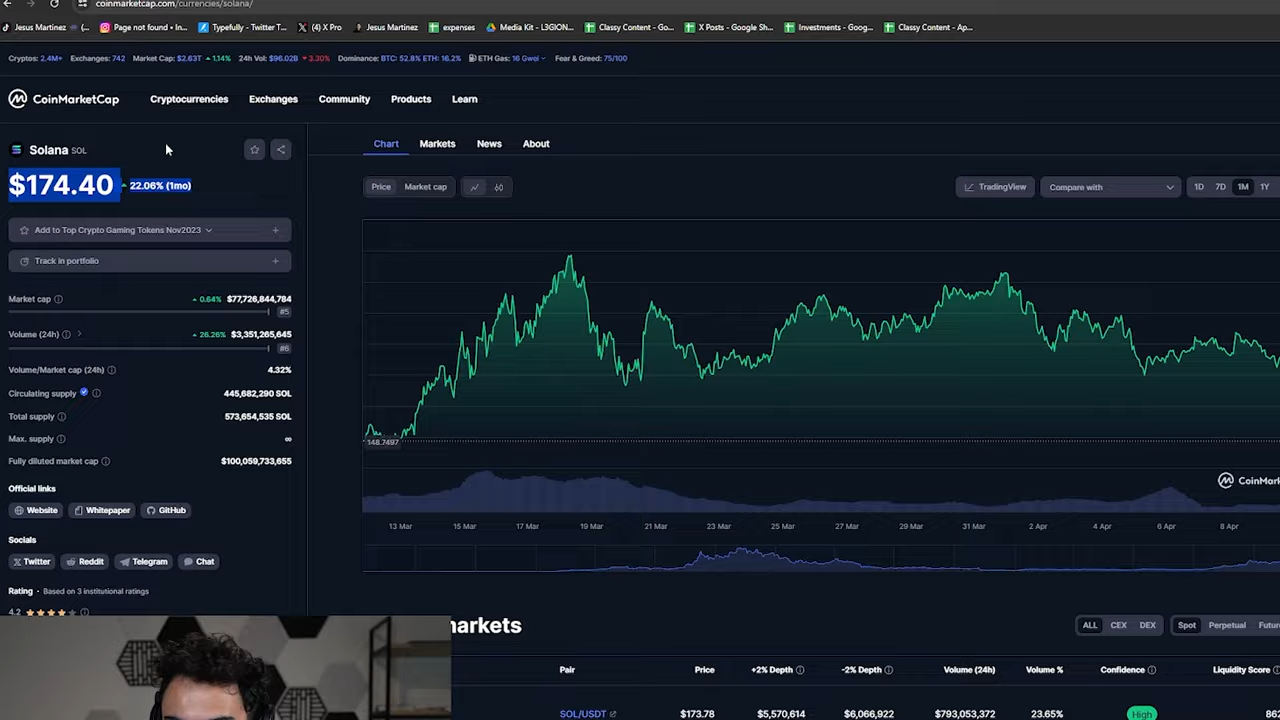 coinmarketcap.com/currencies/solana/
Jesus Martinez
Page not found • In...
Typefully - Twitter T...
(4) X Pro
Jesus Martinez
expenses
Media Kit - L3GION...
Classy Content - Go...
X Posts - Google Sh...
Investments - Goog...
Classy Content - Ap...
Cryptos: 2.4M+ Exchanges: 742 Market Cap: $2.63T 1.14% 24h Vol: $96.02B 3.30% Dominance: BTC: 52.8% ETH: 16.2% ETH Gas: 16 Gwei Fear & Greed: 75/100
CoinMarketCap Cryptocurrencies Exchanges Community Products Learn
Solana SOL
$174.40 22.06% (1mo)
Add to Top Crypto Gaming Tokens Nov2023
Track in portfolio
Market cap 0.64% $77,726,844,784
#5
Volume (24h) 26.26% $3,351,265,645
#6
Volume/Market cap (24h) 4.32%
Circulating supply 445,682,290 SOL
Total supply 573,654,535 SOL
Max. supply ∞
Fully diluted market cap $100,059,733,655
Official links
Website Whitepaper GitHub
Socials
Twitter Reddit Telegram Chat
Rating • Based on 3 institutional ratings
4.2
Chart Markets News About
Price Market cap TradingView Compare with 1D 7D 1M 1Y
148.7497
CoinMark
13 Mar 15 Mar 17 Mar 19 Mar 21 Mar 23 Mar 25 Mar 27 Mar 29 Mar 31 Mar 2 Apr 4 Apr 6 Apr 8 Apr
markets ALL CEX DEX Spot Perpetual Futur
Pair Price +2% Depth -2% Depth Volume (24h) Volume % Confidence Liquidity Score
SOL/USDT $173.78 $5,570,614 $6,066,922 $793,053,372 23.65% High 862